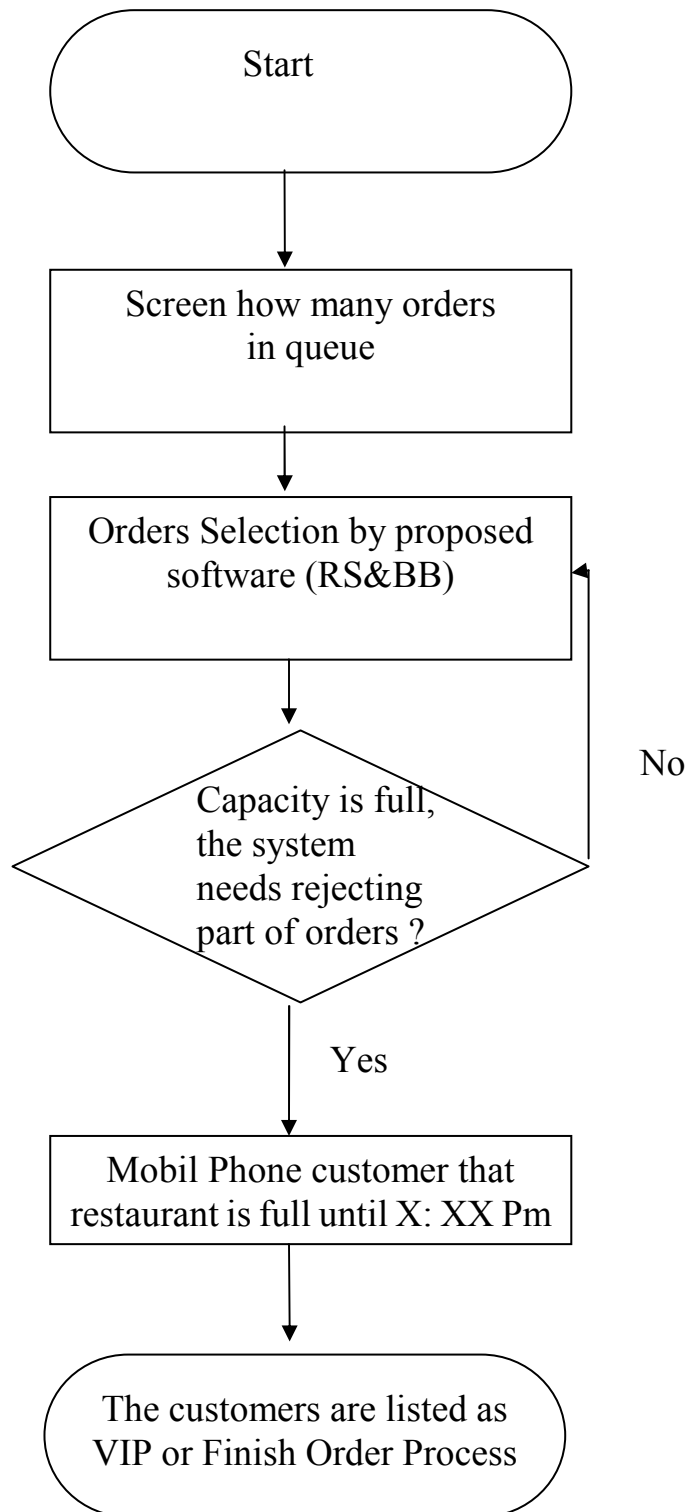 Start
Screen how many orders
in queue
Orders Selection by proposed
software (RS&BB)
No
Capacity is full,
the system
needs rejecting
part of orders ?
Yes
Mobil Phone customer that
restaurant is full until X: XX Pm
The customers are listed as
VIP or Finish Order Process